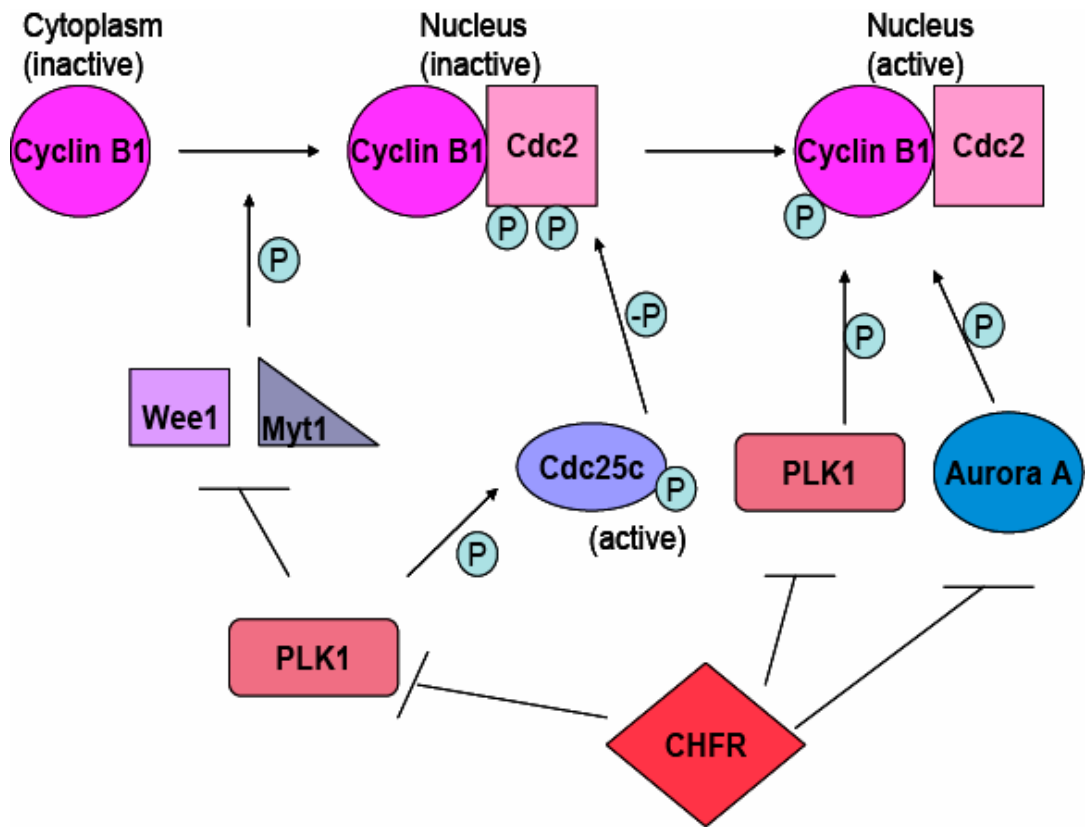 Cytoplasm
(inactive)
Nucleus
(inactive)
Nucleus
(active)
Cyclin B1
Cyclin B1
Cdc2
Cyclin B1
Cdc2
P
P
P
P
-P
P
P
Wee1
Myt1
Cdc25c
P
(active)
PLK1
Aurora A
P
PLK1
CHFR